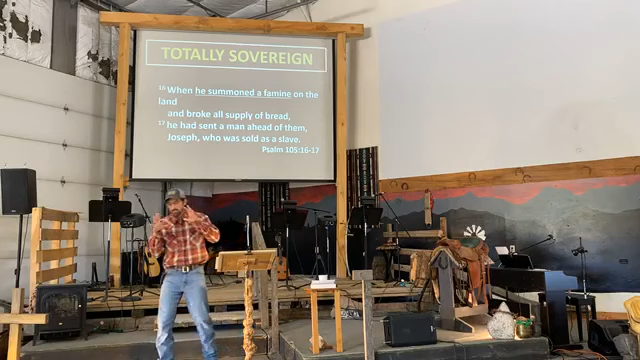 TOTALLY SOVEREIGN
16 When he summoned a famine on the
land
and broke all supply of bread,
17 he had sent a man ahead of them,
Joseph, who was sold as a slave.
Psalm 105:16-17